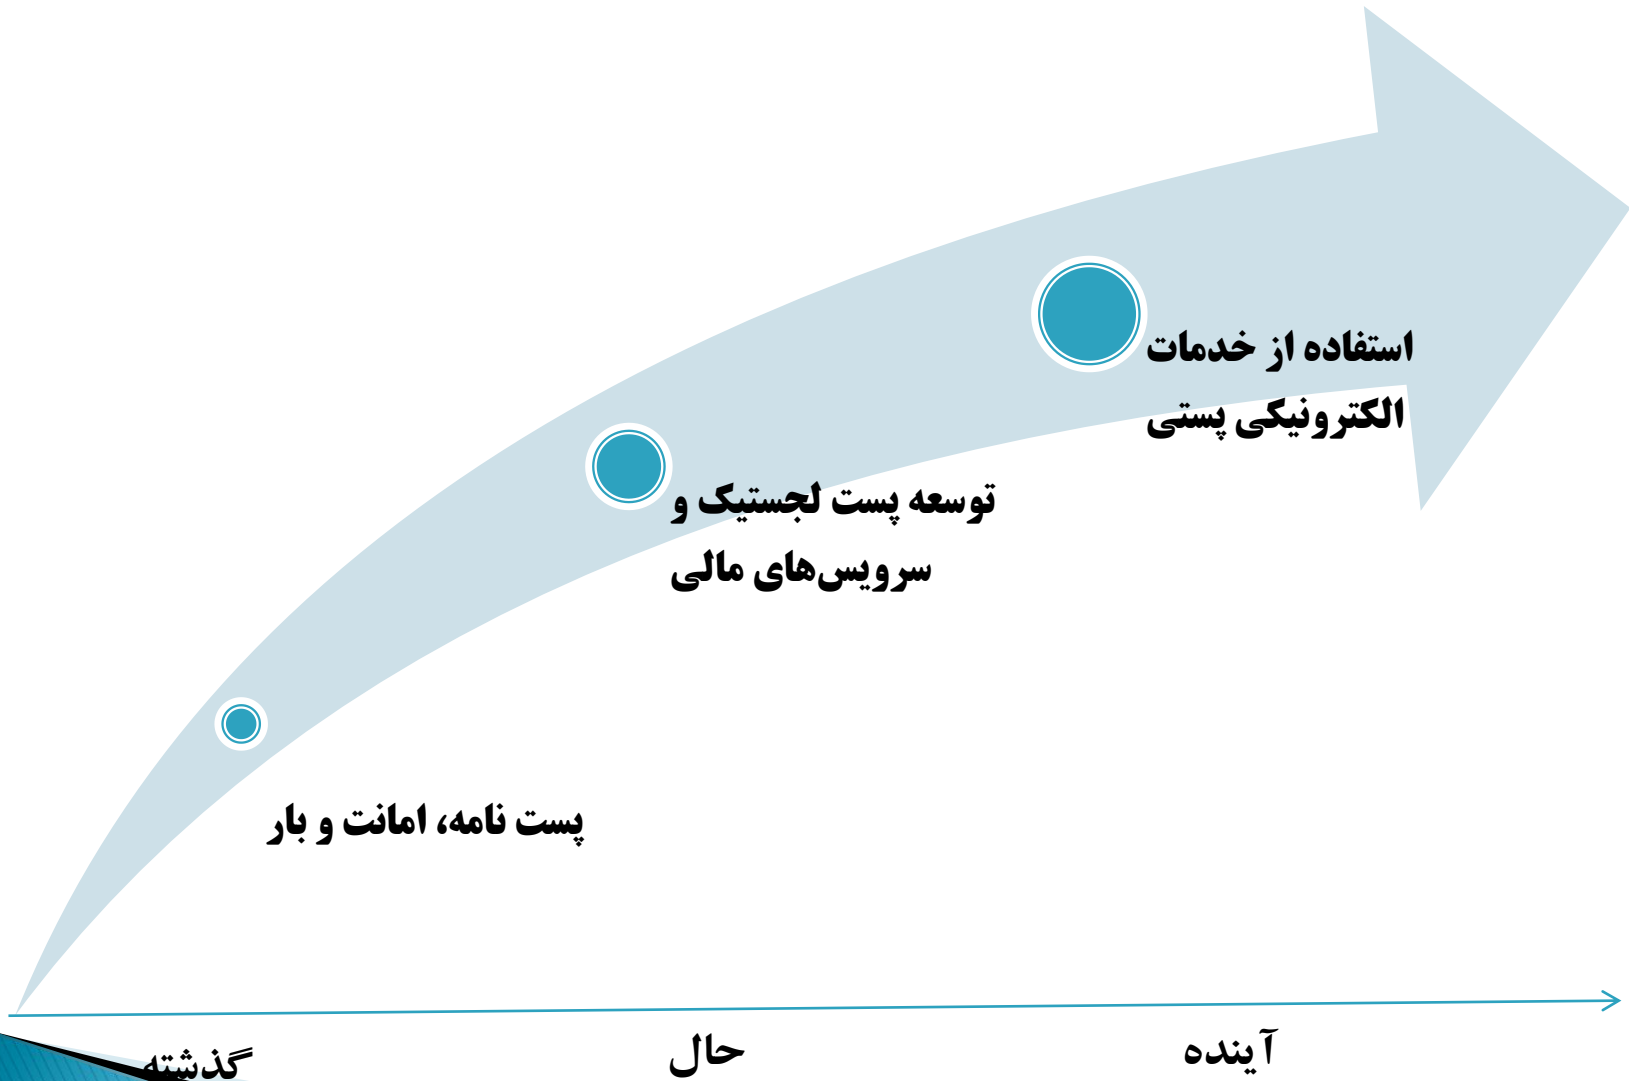 استفاده از خدمات
الکترونیکی پستی
توسعه پست لجستیک و
سرویس‌های مالی
پست نامه، امانت و بار
گذشته
حال
آینده